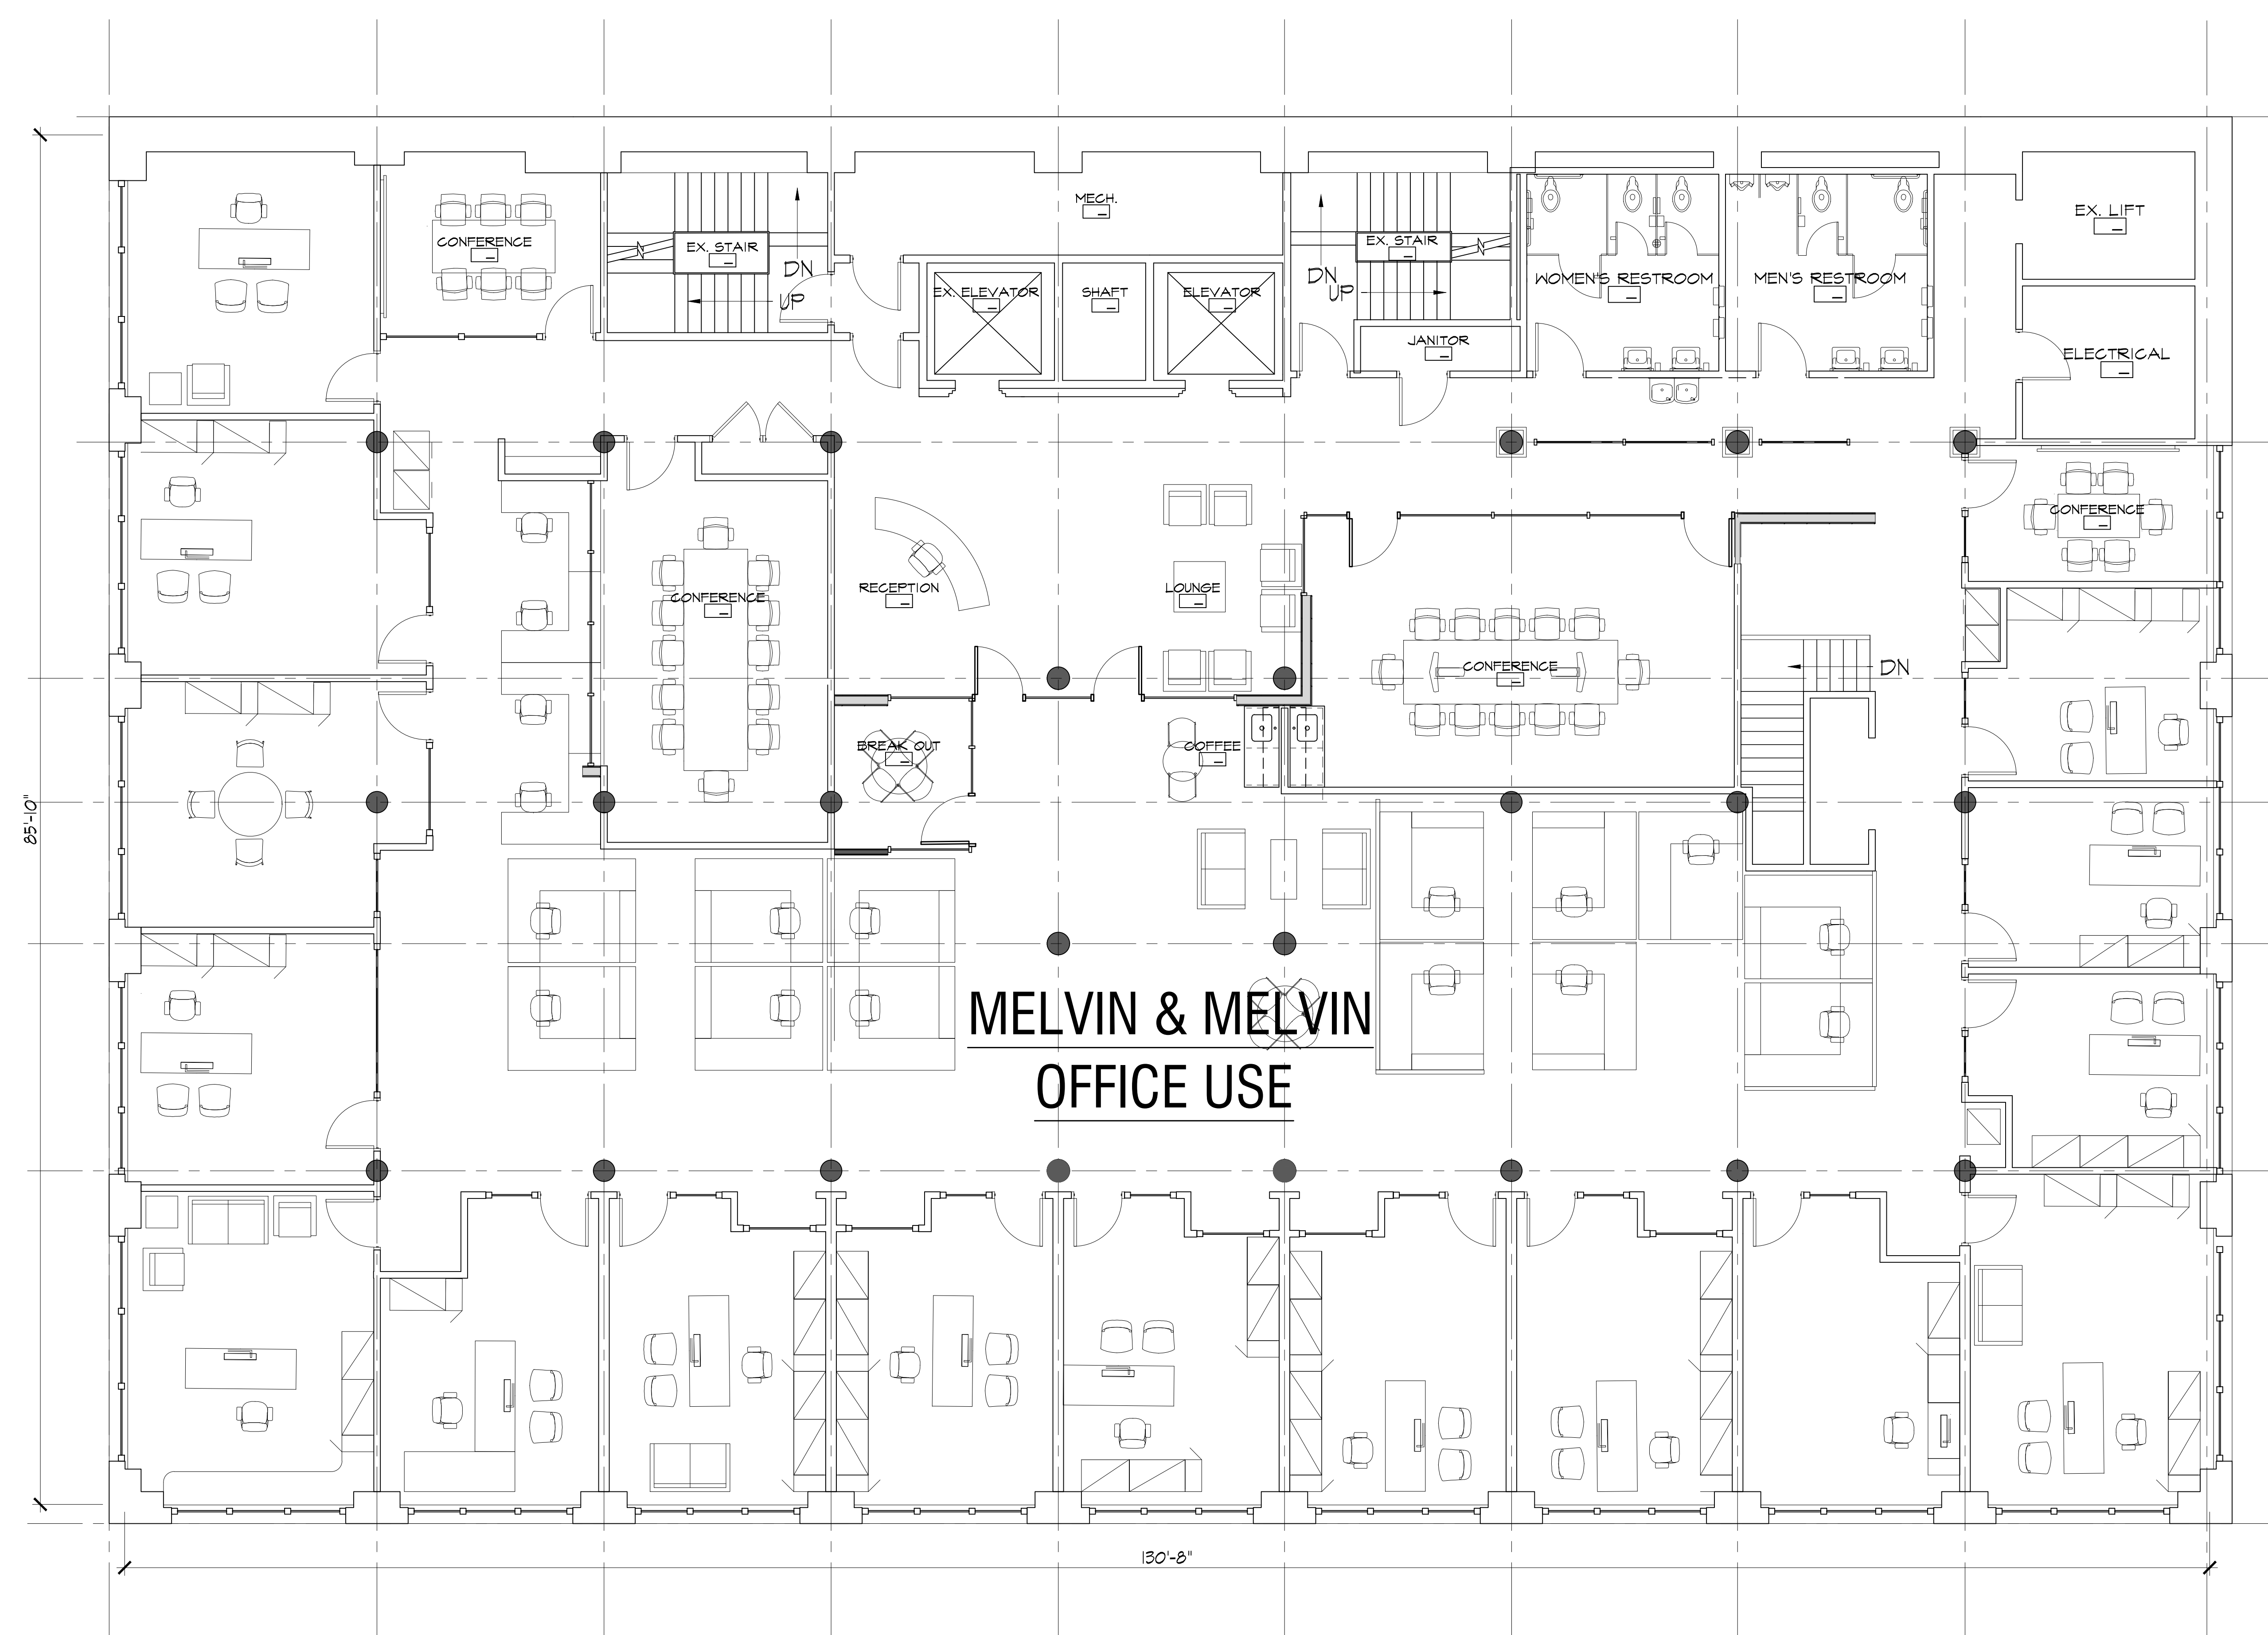 MECH.
EX. LIFT
CONFERENCE
EX. STAIR
EX. STAIR
DN
DN
WOMEN'S RESTROOM
MEN'S RESTROOM
EX. ELEVATOR
SHAFT
ELEVATOR
UP
UP
JANITOR
ELECTRICAL
CONFERENCE
RECEPTION
LOUNGE
CONFERENCE
CONFERENCE
DN
BREAK OUT
COFFEE
85'-10"
MELVIN & MELVIN
OFFICE USE
130'-8"